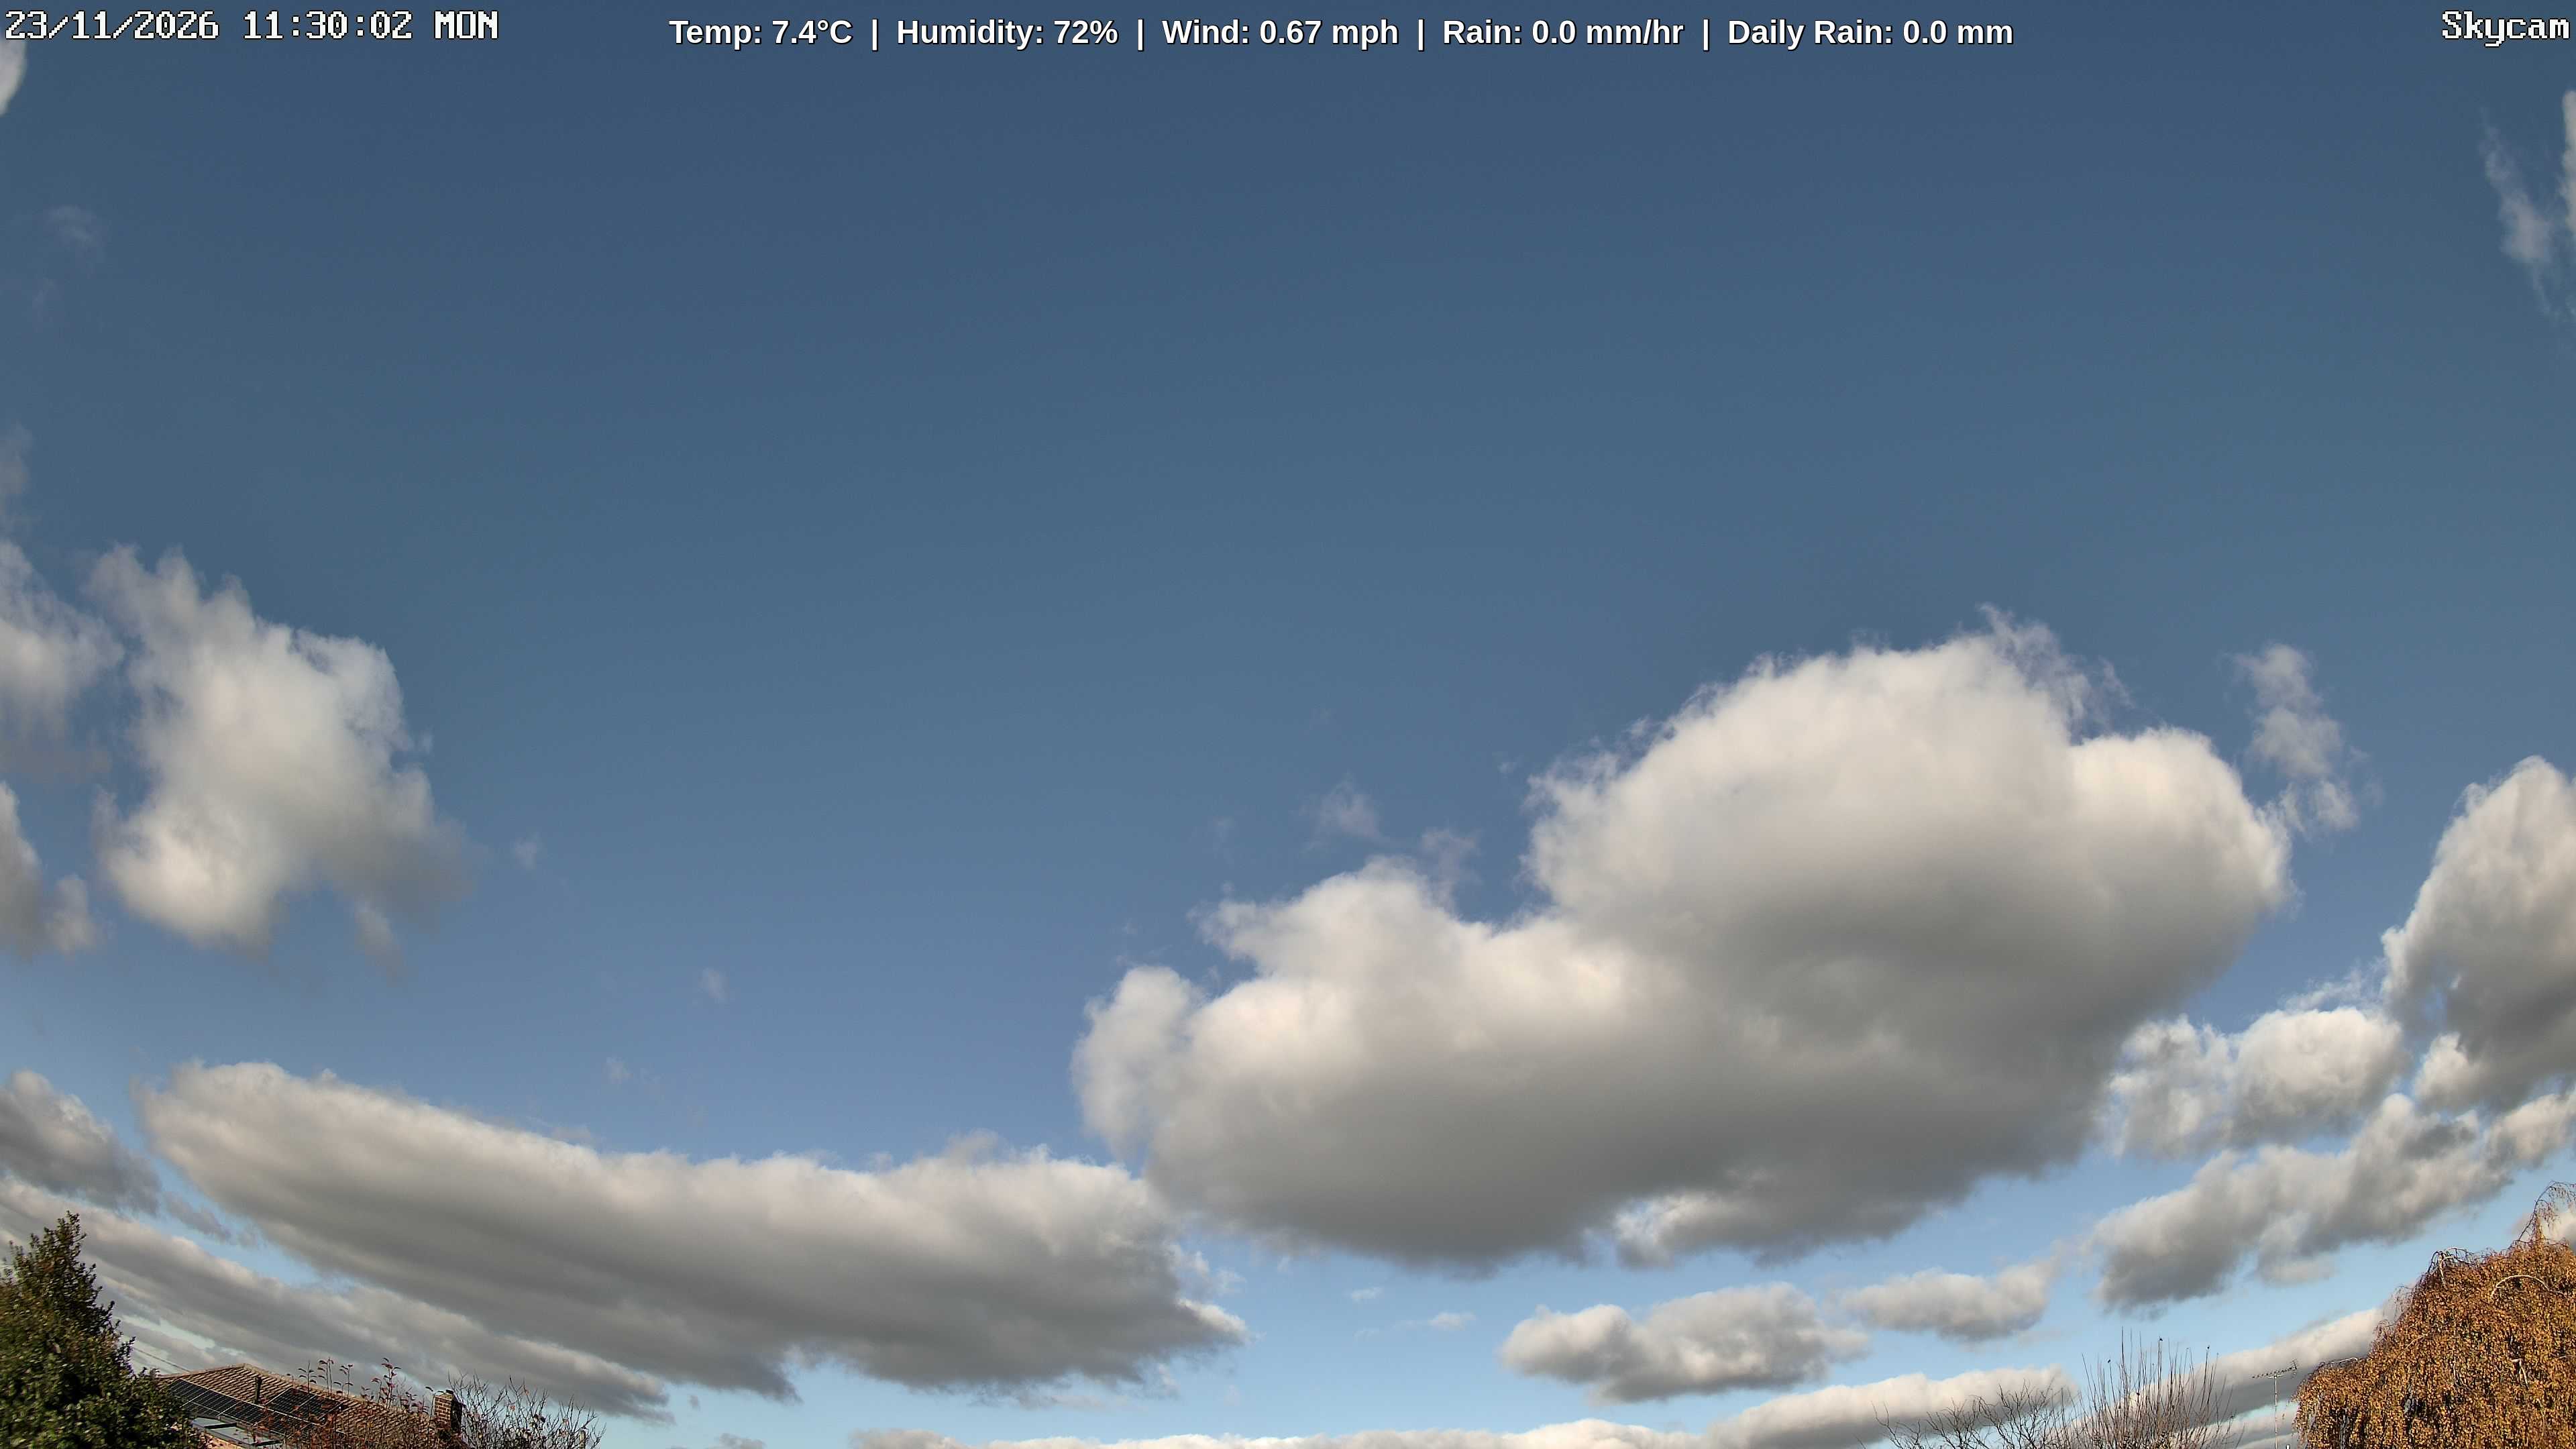 23/11/2026 11:30:02 MON
Temp: 7.4°C | Humidity: 72% | Wind: 0.67 mph | Rain: 0.0 mm/hr | Daily Rain: 0.0 mm
Skycam